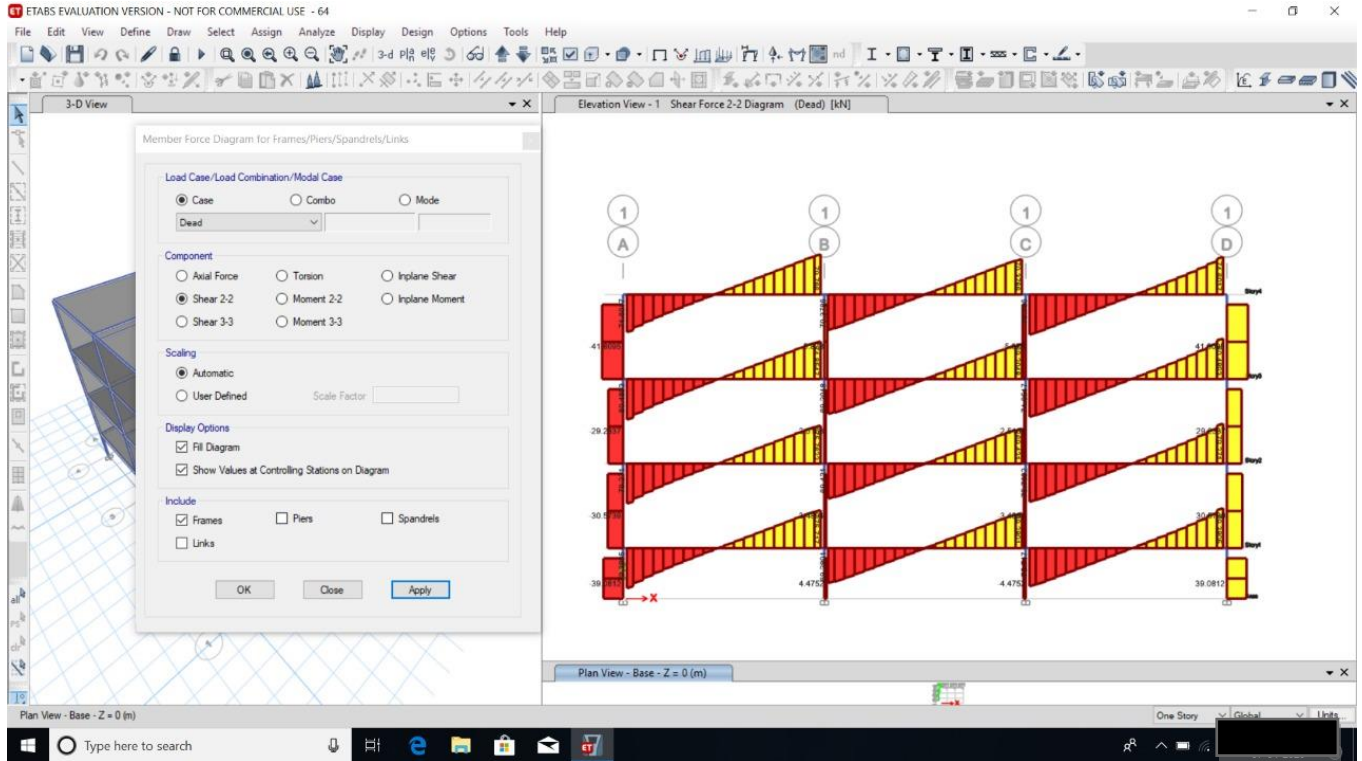 ETABS EVALUATION VERSION - NOT FOR COMMERCIAL USE - 64
File Edit View Define Draw Select Assign Analyze Display Design Options Tools Help
3-d
nd
3-D View
Elevation View - 1 Shear Force 2-2 Diagram (Dead) [kN]
Member Force Diagram for Frames/Piers/Spandrels/Links
Load Case/Load Combination/Modal Case
Case Combo Mode
Dead
Component
Axial Force Torsion Inplane Shear
Shear 2-2 Moment 2-2 Inplane Moment
Shear 3-3 Moment 3-3
Scaling
Automatic
User Defined Scale Factor
Display Options
Fill Diagram
Show Values at Controlling Stations on Diagram
Include
Frames Piers Spandrels
Links
OK Close Apply
all
1 1 1 1
A B C D
Story4
Story2
Story1
4.4752 39.0812
X
Plan View - Base - Z = 0 (m)
Plan View - Base - Z = 0 (m)
One Story Global Units...
Type here to search